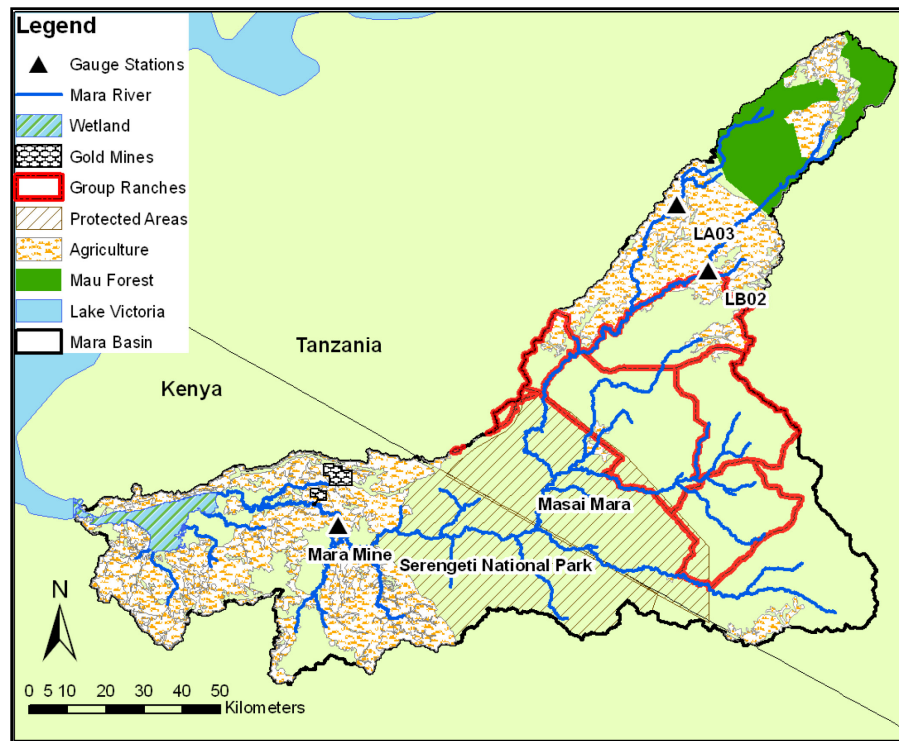 Legend
Gauge Stations
Mara River
Wetland
Gold Mines
Group Ranches
Protected Areas
Agriculture
Mau Forest
Lake Victoria
Mara Basin
LA03
LB02
Tanzania
Kenya
Masai Mara
Mara Mine
Serengeti National Park
N
0 5 10 20 30 40 50
Kilometers